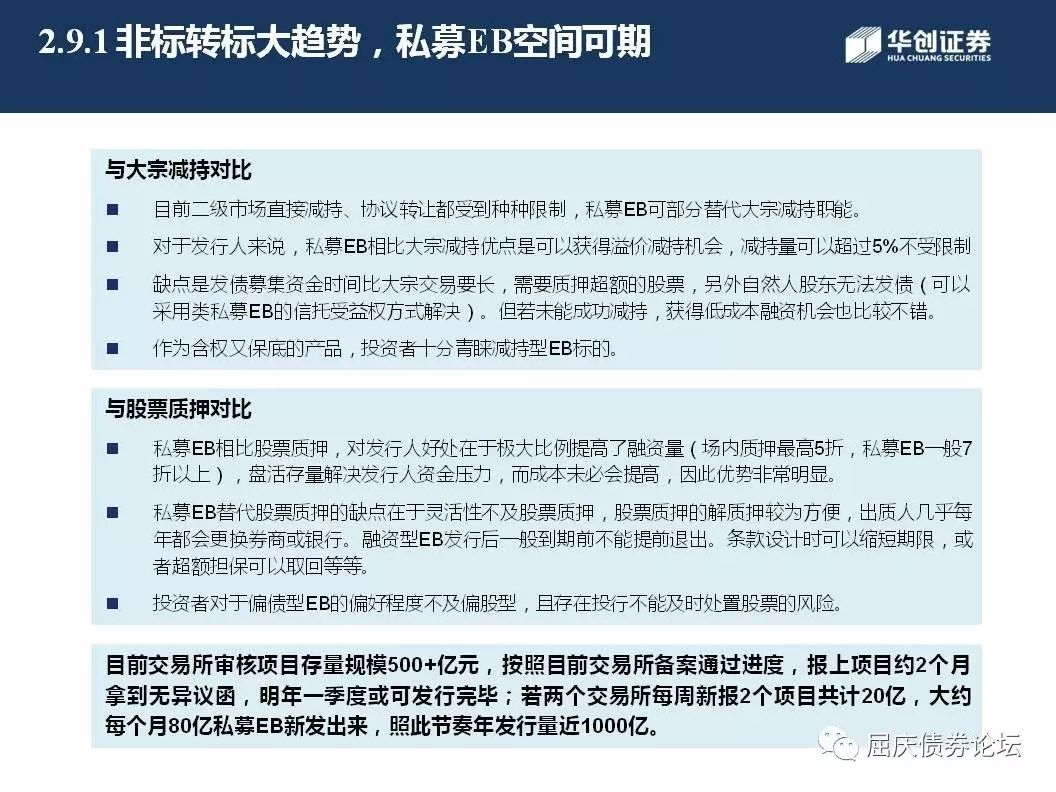 2.9.1非标转标大趋势，私募EB空间可期
华创证券
HUA CHUANG SECURITIES
与大宗减持对比
■ 目前二级市场直接减持、协议转让都受到种种限制，私募EB可部分替代大宗减持职能。
■ 对于发行人来说，私募EB相比大宗减持优点是可以获得溢价减持机会，减持量可以超过5%不受限制
■ 缺点是发债募集资金时间比大宗交易要长，需要质押超额的股票，另外自然人股东无法发债（可以
采用类私募EB的信托受益权方式解决）。但若未能成功减持，获得低成本融资机会也比较不错。
■ 作为含权又保底的产品，投资者十分青睐减持型EB标的。
与股票质押对比
■ 私募EB相比股票质押，对发行人好处在于极大比例提高了融资量（场内质押最高5折，私募EB一般7
折以上），盘活存量解决发行人资金压力，而成本未必会提高，因此优势非常明显。
■ 私募EB替代股票质押的缺点在于灵活性不及股票质押，股票质押的解质押较为方便，出质人几乎每
年都会更换券商或银行。融资型EB发行后一般到期前不能提前退出。条款设计时可以缩短期限，或
者超额担保可以取回等等。
■ 投资者对于偏债型EB的偏好程度不及偏股型，且存在投行不能及时处置股票的风险。
目前交易所审核项目存量规模500+亿元，按照目前交易所备案通过进度，报上项目约2个月
拿到无异议函，明年一季度或可发行完毕；若两个交易所每周新报2个项目共计20亿，大约
每个月80亿私募EB新发出来，照此节奏年发行量近1000亿。
屈庆债券论坛